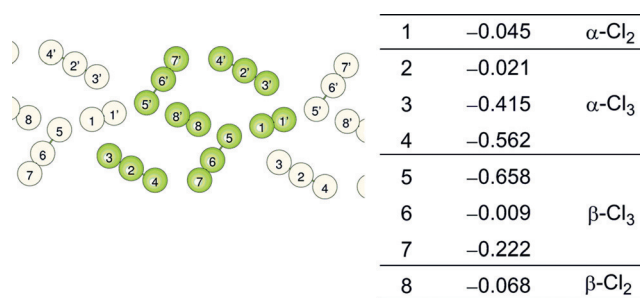 4' 2' 3'
7' 6' 5'
4' 2' 3'
7' 6' 5'
8 5 1 1'
8' 8 5 1 1'
8'
6 7
3 2 4
6 7
3 2 4
1 –0.045 α-Cl2
2 –0.021
3 –0.415 α-Cl3
4 –0.562
5 –0.658
6 –0.009 β-Cl3
7 –0.222
8 –0.068 β-Cl2